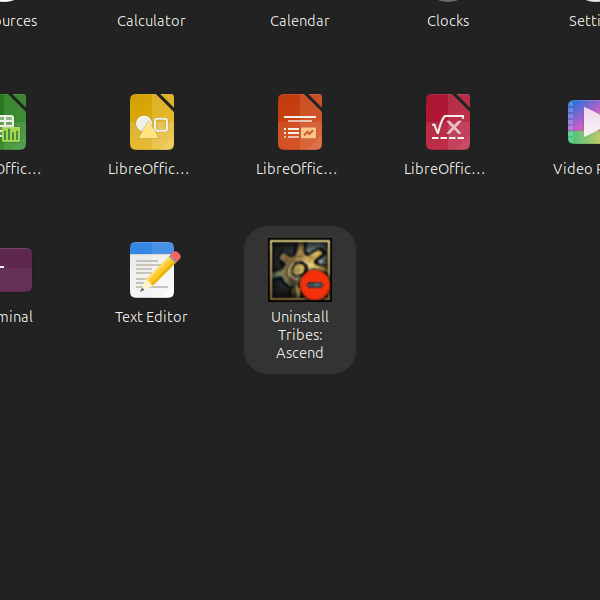 ources
Calculator
Calendar
Clocks
Setti
Offic...
LibreOffic...
LibreOffic...
LibreOffic...
Video P
minal
Text Editor
Uninstall
Tribes:
Ascend